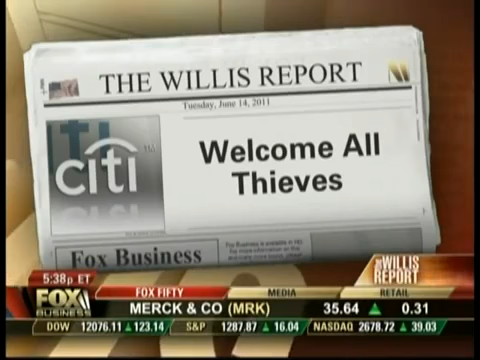 THE WILLIS REPORT
Tuesday, June 14, 2011
citi
Welcome All
Thieves
Fox Business
5:38p ET
THE WILLIS REPORT
FOX FIFTY
MEDIA
RETAIL
FOX BUSINESS
MERCK & CO (MRK) 35.64 ▲ 0.31
DOW 12076.11 ▲ 123.14 S&P 1287.87 ▲ 16.04 NASDAQ 2678.72 ▲ 39.03